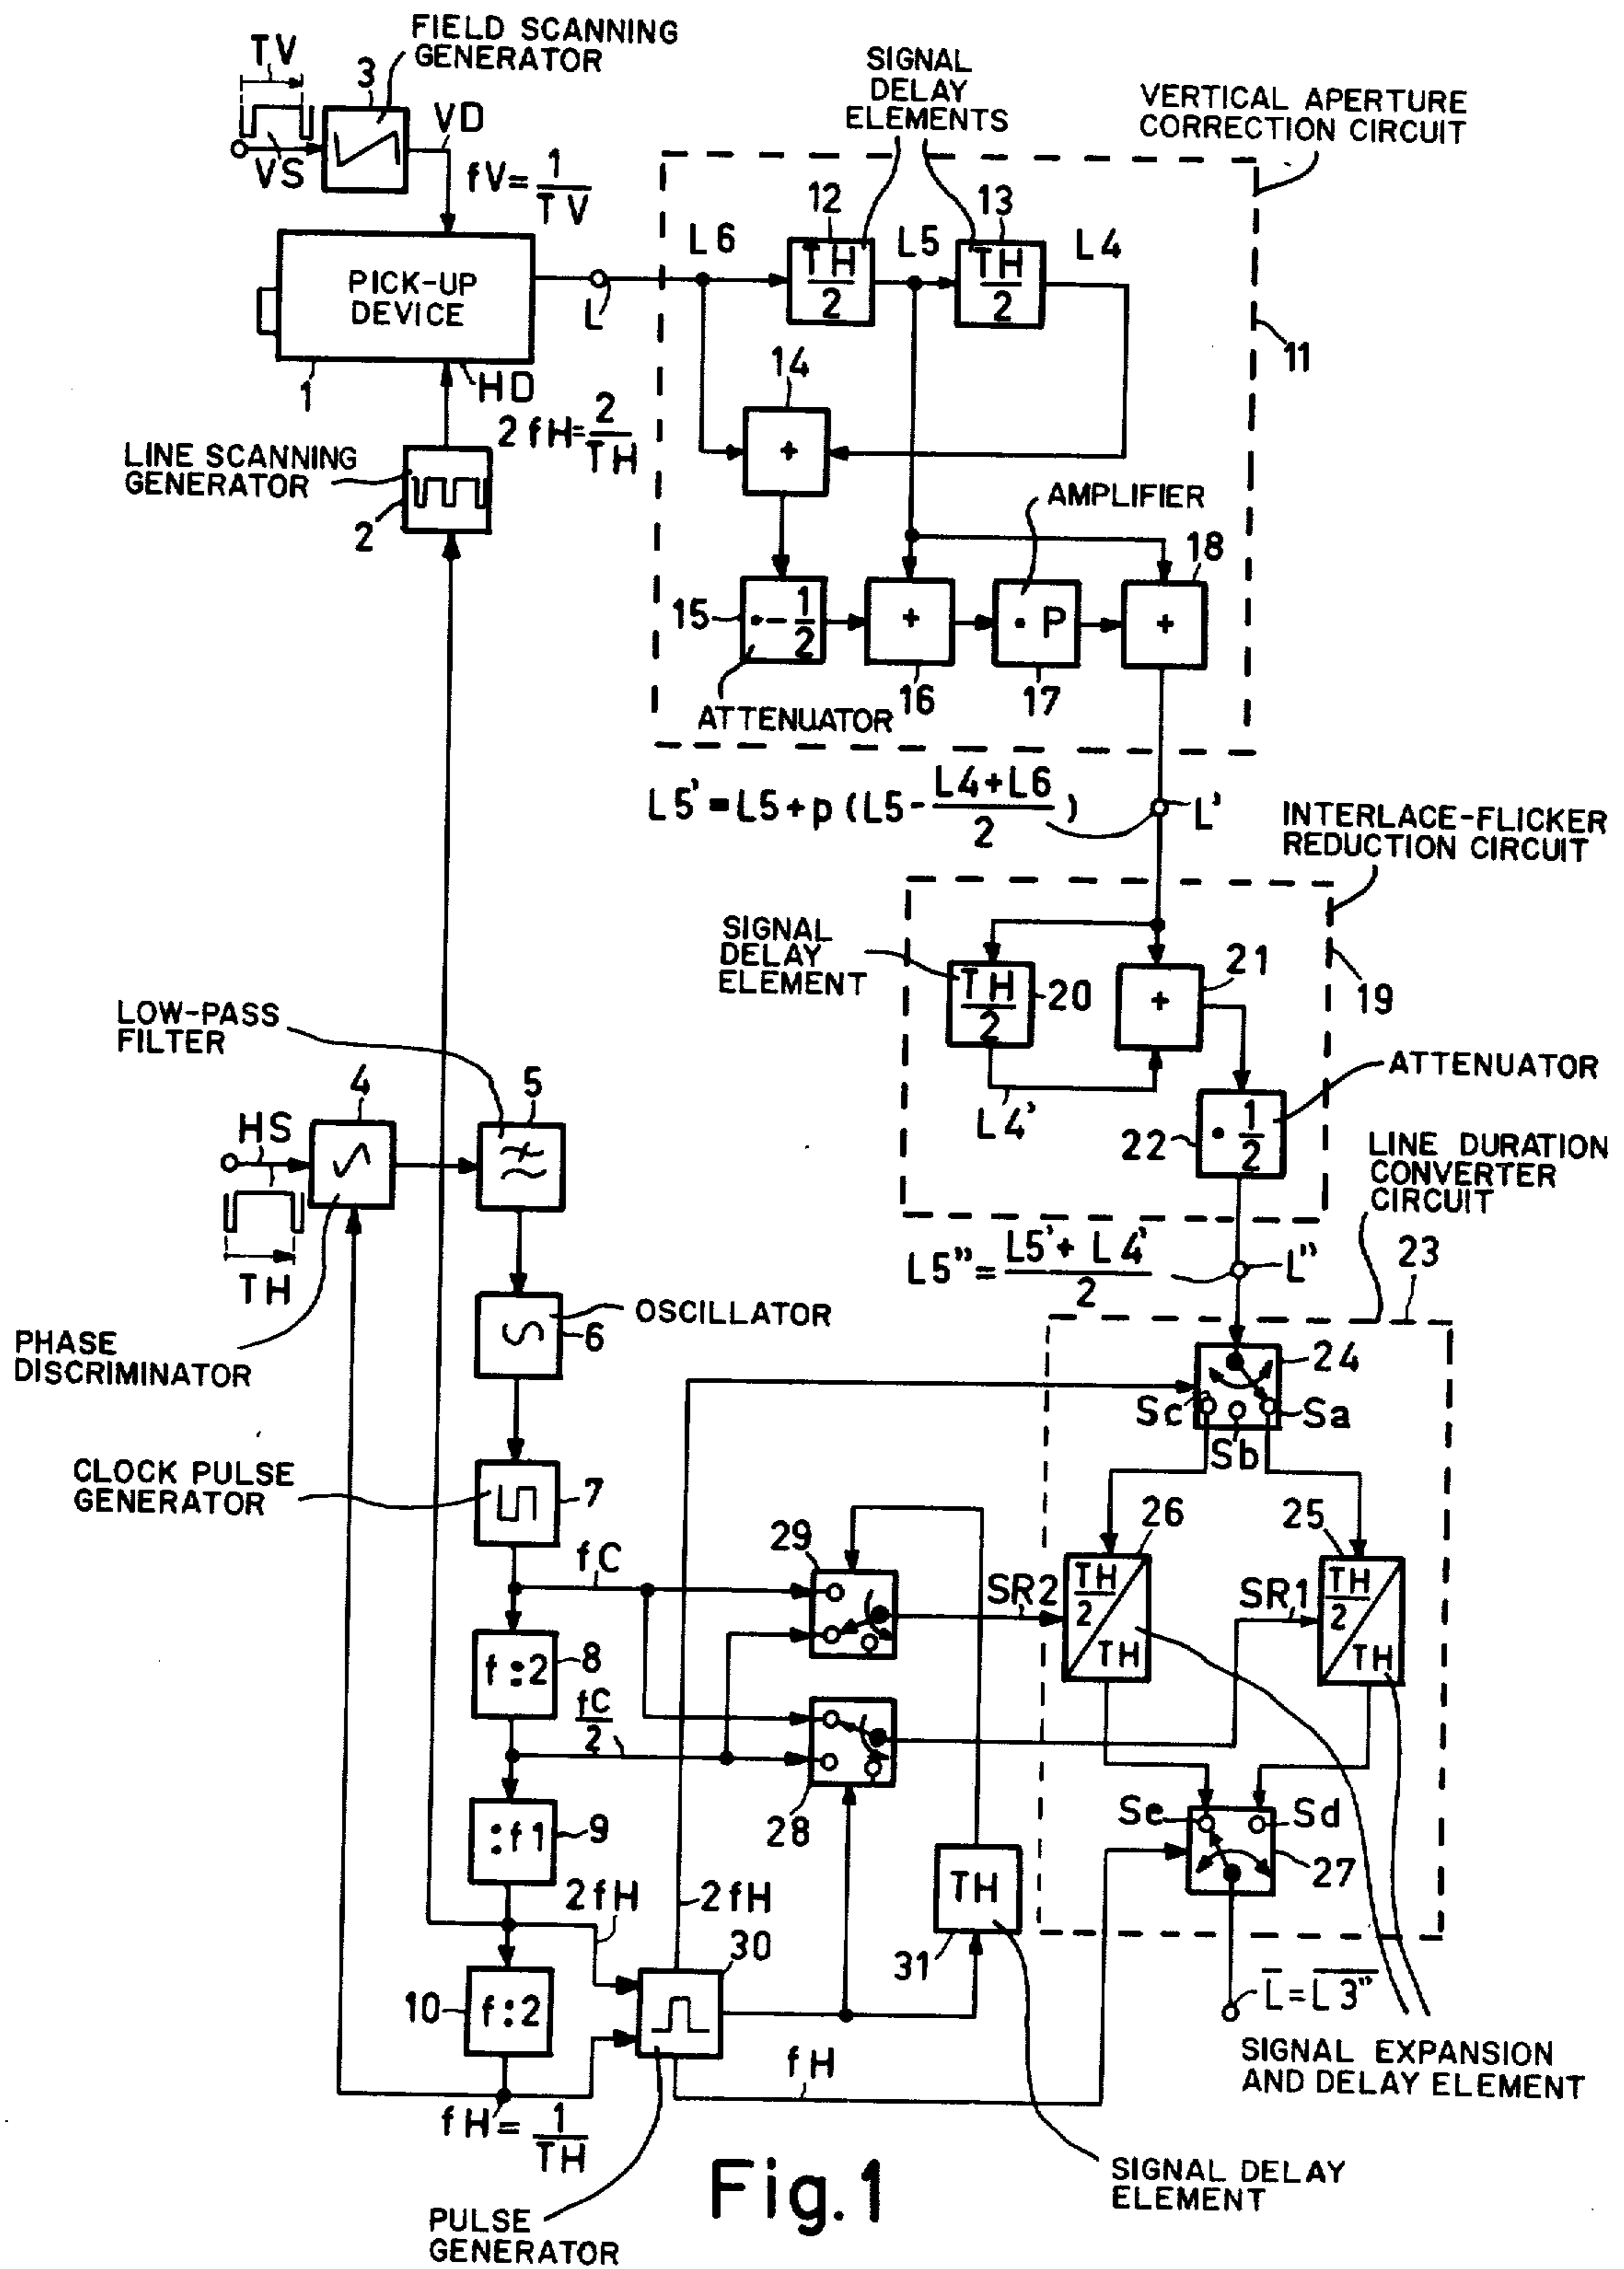 FIELD SCANNING
GENERATOR
TV
3
VS
VD
fV= 1
TV
SIGNAL
DELAY
ELEMENTS
VERTICAL APERTURE
CORRECTION CIRCUIT
PICK-UP
DEVICE
1
L
HD
2fH= 2
TH
L6
12
TH
2
L5
13
TH
2
L4
11
14
+
LINE SCANNING
GENERATOR
2
AMPLIFIER
15
•- 1
2
+
16
• P
17
18
+
ATTENUATOR
L5'=L5+p (L5- L4+L6 )
2
L'
INTERLACE-FLICKER
REDUCTION CIRCUIT
SIGNAL
DELAY
ELEMENT
TH
2
20
21
+
19
L4'
ATTENUATOR
22
• 1
2
LOW-PASS
FILTER
4
5
HS
TH
PHASE
DISCRIMINATOR
OSCILLATOR
6
CLOCK PULSE
GENERATOR
7
L5"= L5'+ L4'
2
L"
LINE DURATION
CONVERTER
CIRCUIT
23
24
Sc
Sb
Sa
26
TH
2
TH
25
TH
2
TH
SR2
SR1
fC
29
f:2
8
fC
2
28
:f1
9
2fH
2fH
30
TH
31
Se
Sd
27
10
f:2
fH
fH= 1
TH
L=L3"
SIGNAL EXPANSION
AND DELAY ELEMENT
SIGNAL DELAY
ELEMENT
PULSE
GENERATOR
Fig.1